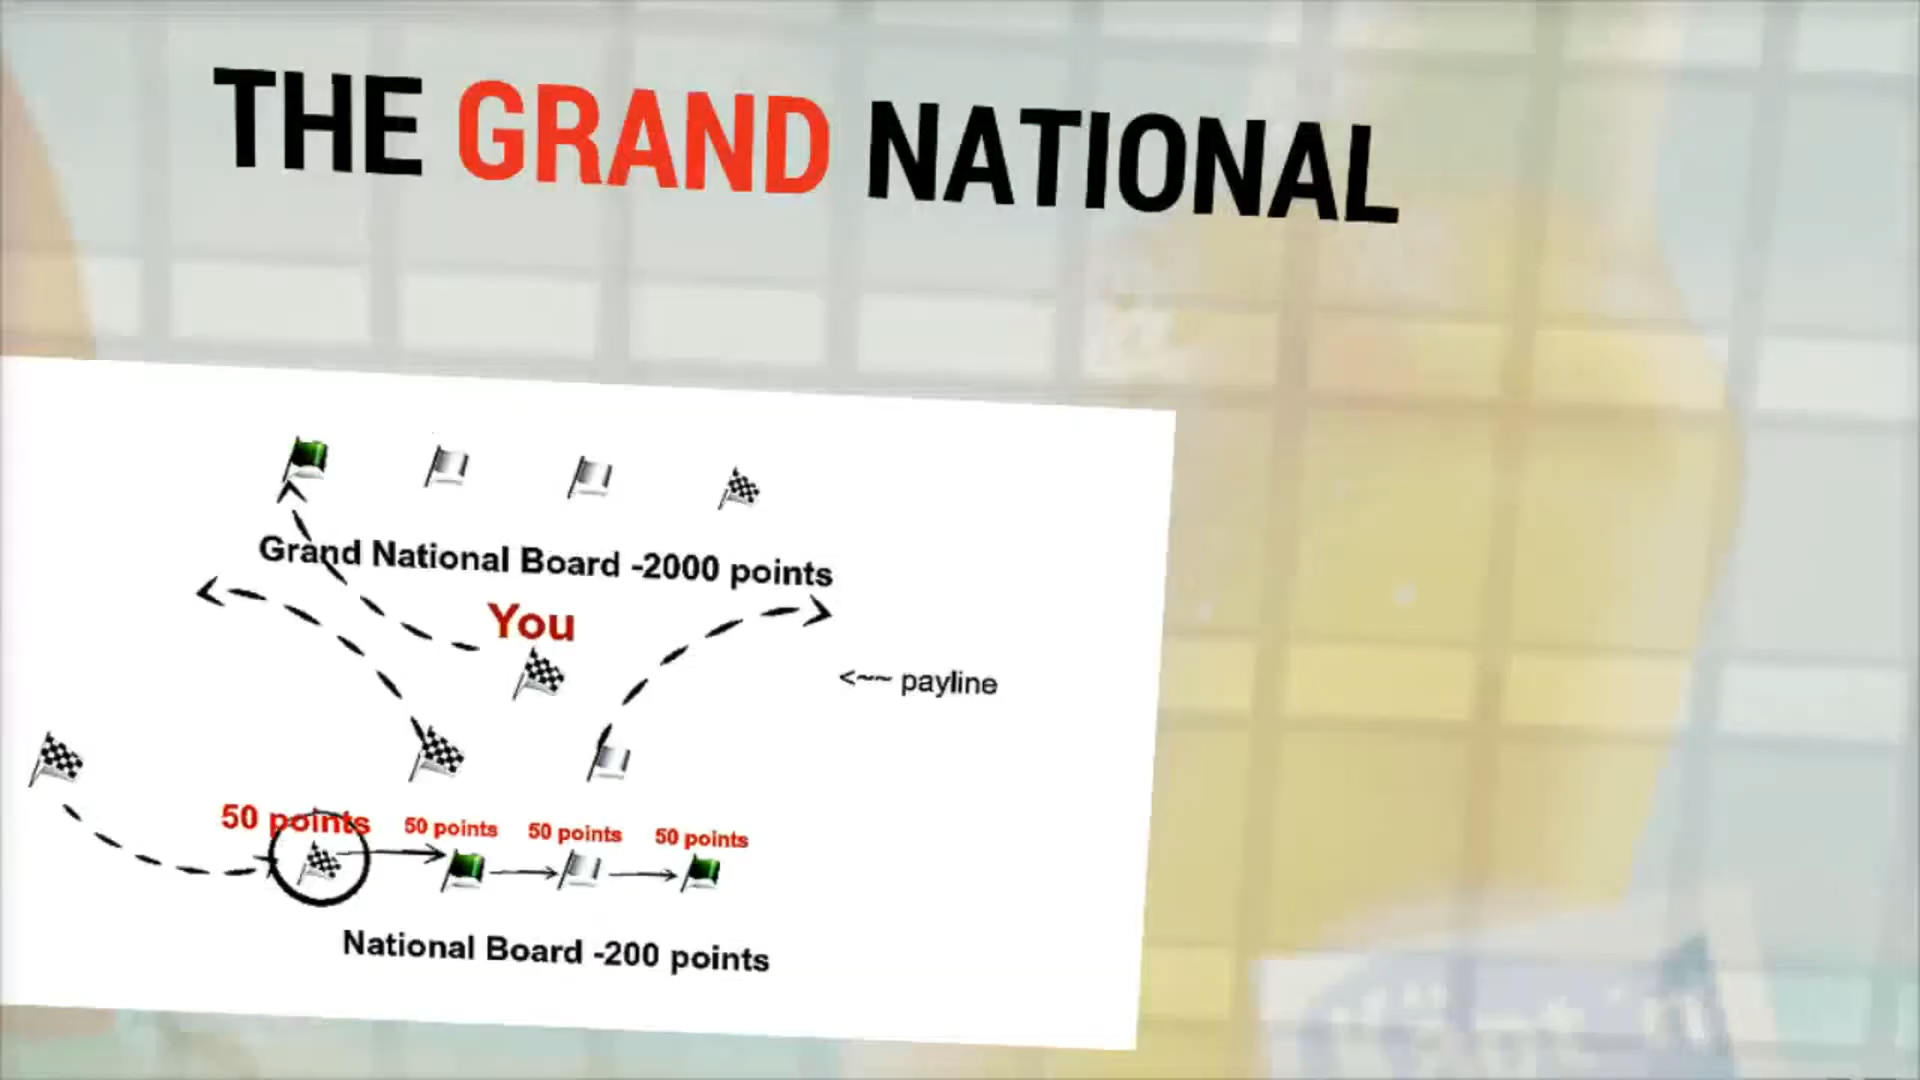 THE GRAND NATIONAL
Grand National Board -2000 points
You
<~~ payline
50 points 50 points 50 points 50 points
National Board -200 points